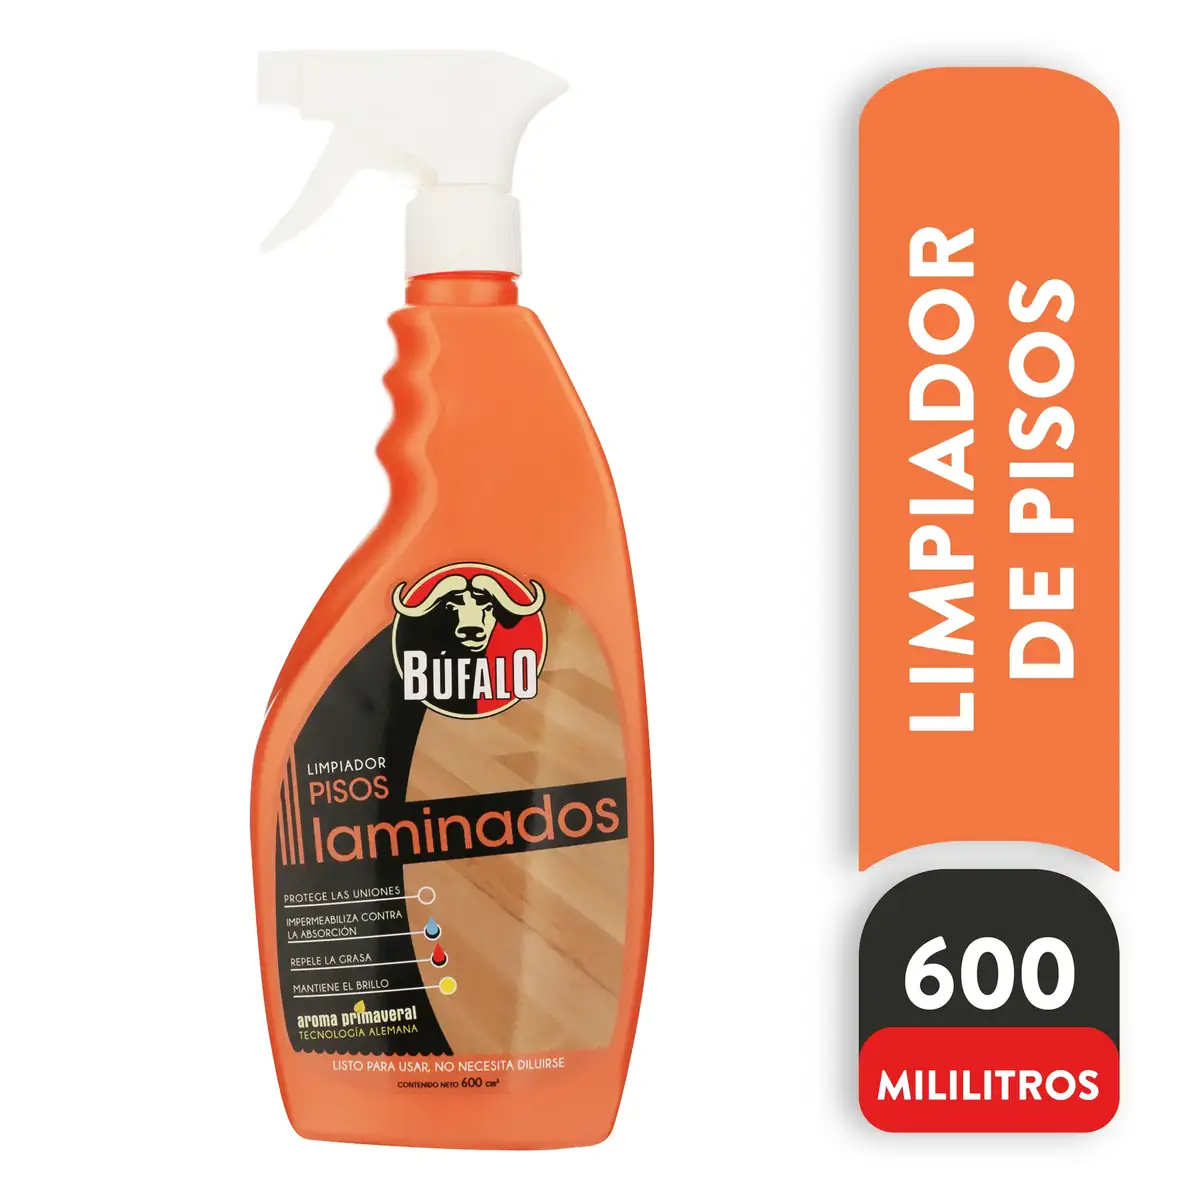 BÚFALO
LIMPIADOR
PISOS
laminados
PROTEGE LAS UNIONES
IMPERMEABILIZA CONTRA
LA ABSORCIÓN
REPELE LA GRASA
MANTIENE EL BRILLO
aroma primaveral
TECNOLOGÍA ALEMANA
LISTO PARA USAR, NO NECESITA DILUIRSE
CONTENIDO NETO 600 cm³
LIMPIADOR
DE PISOS
600
MILILITROS